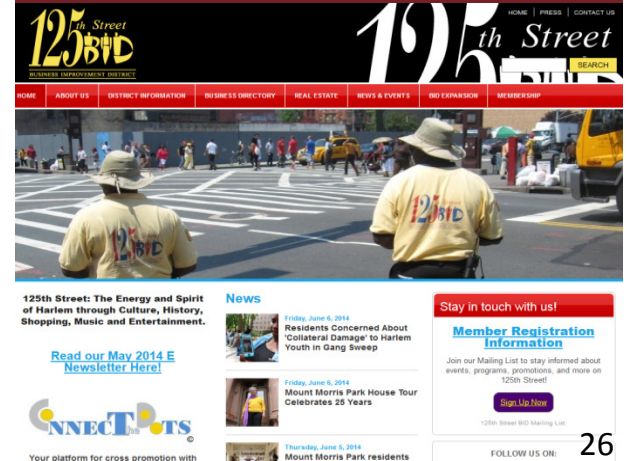 125th Street
BID
BUSINESS IMPROVEMENT DISTRICT
HOME | PRESS | CONTACT US
125th Street
SEARCH
HOME
ABOUT US
DISTRICT INFORMATION
BUSINESS DIRECTORY
REAL ESTATE
NEWS & EVENTS
BID EXPANSION
MEMBERSHIP
125 BID
125 BID
125th Street: The Energy and Spirit
of Harlem through Culture, History,
Shopping, Music and Entertainment.
Read our May 2014 E
Newsletter Here!
CONNECT DOTS
©
Your platform for cross promotion with
News
Friday, June 6, 2014
Residents Concerned About
'Collateral Damage' to Harlem
Youth in Gang Sweep
Friday, June 6, 2014
Mount Morris Park House Tour
Celebrates 25 Years
Thursday, June 5, 2014
Mount Morris Park residents
Stay in touch with us!
Member Registration
Information
Join our Mailing List to stay informed about
events, programs, promotions, and more on
125th Street!
Sign Up Now
125th Street BID Mailing List
FOLLOW US ON:
26